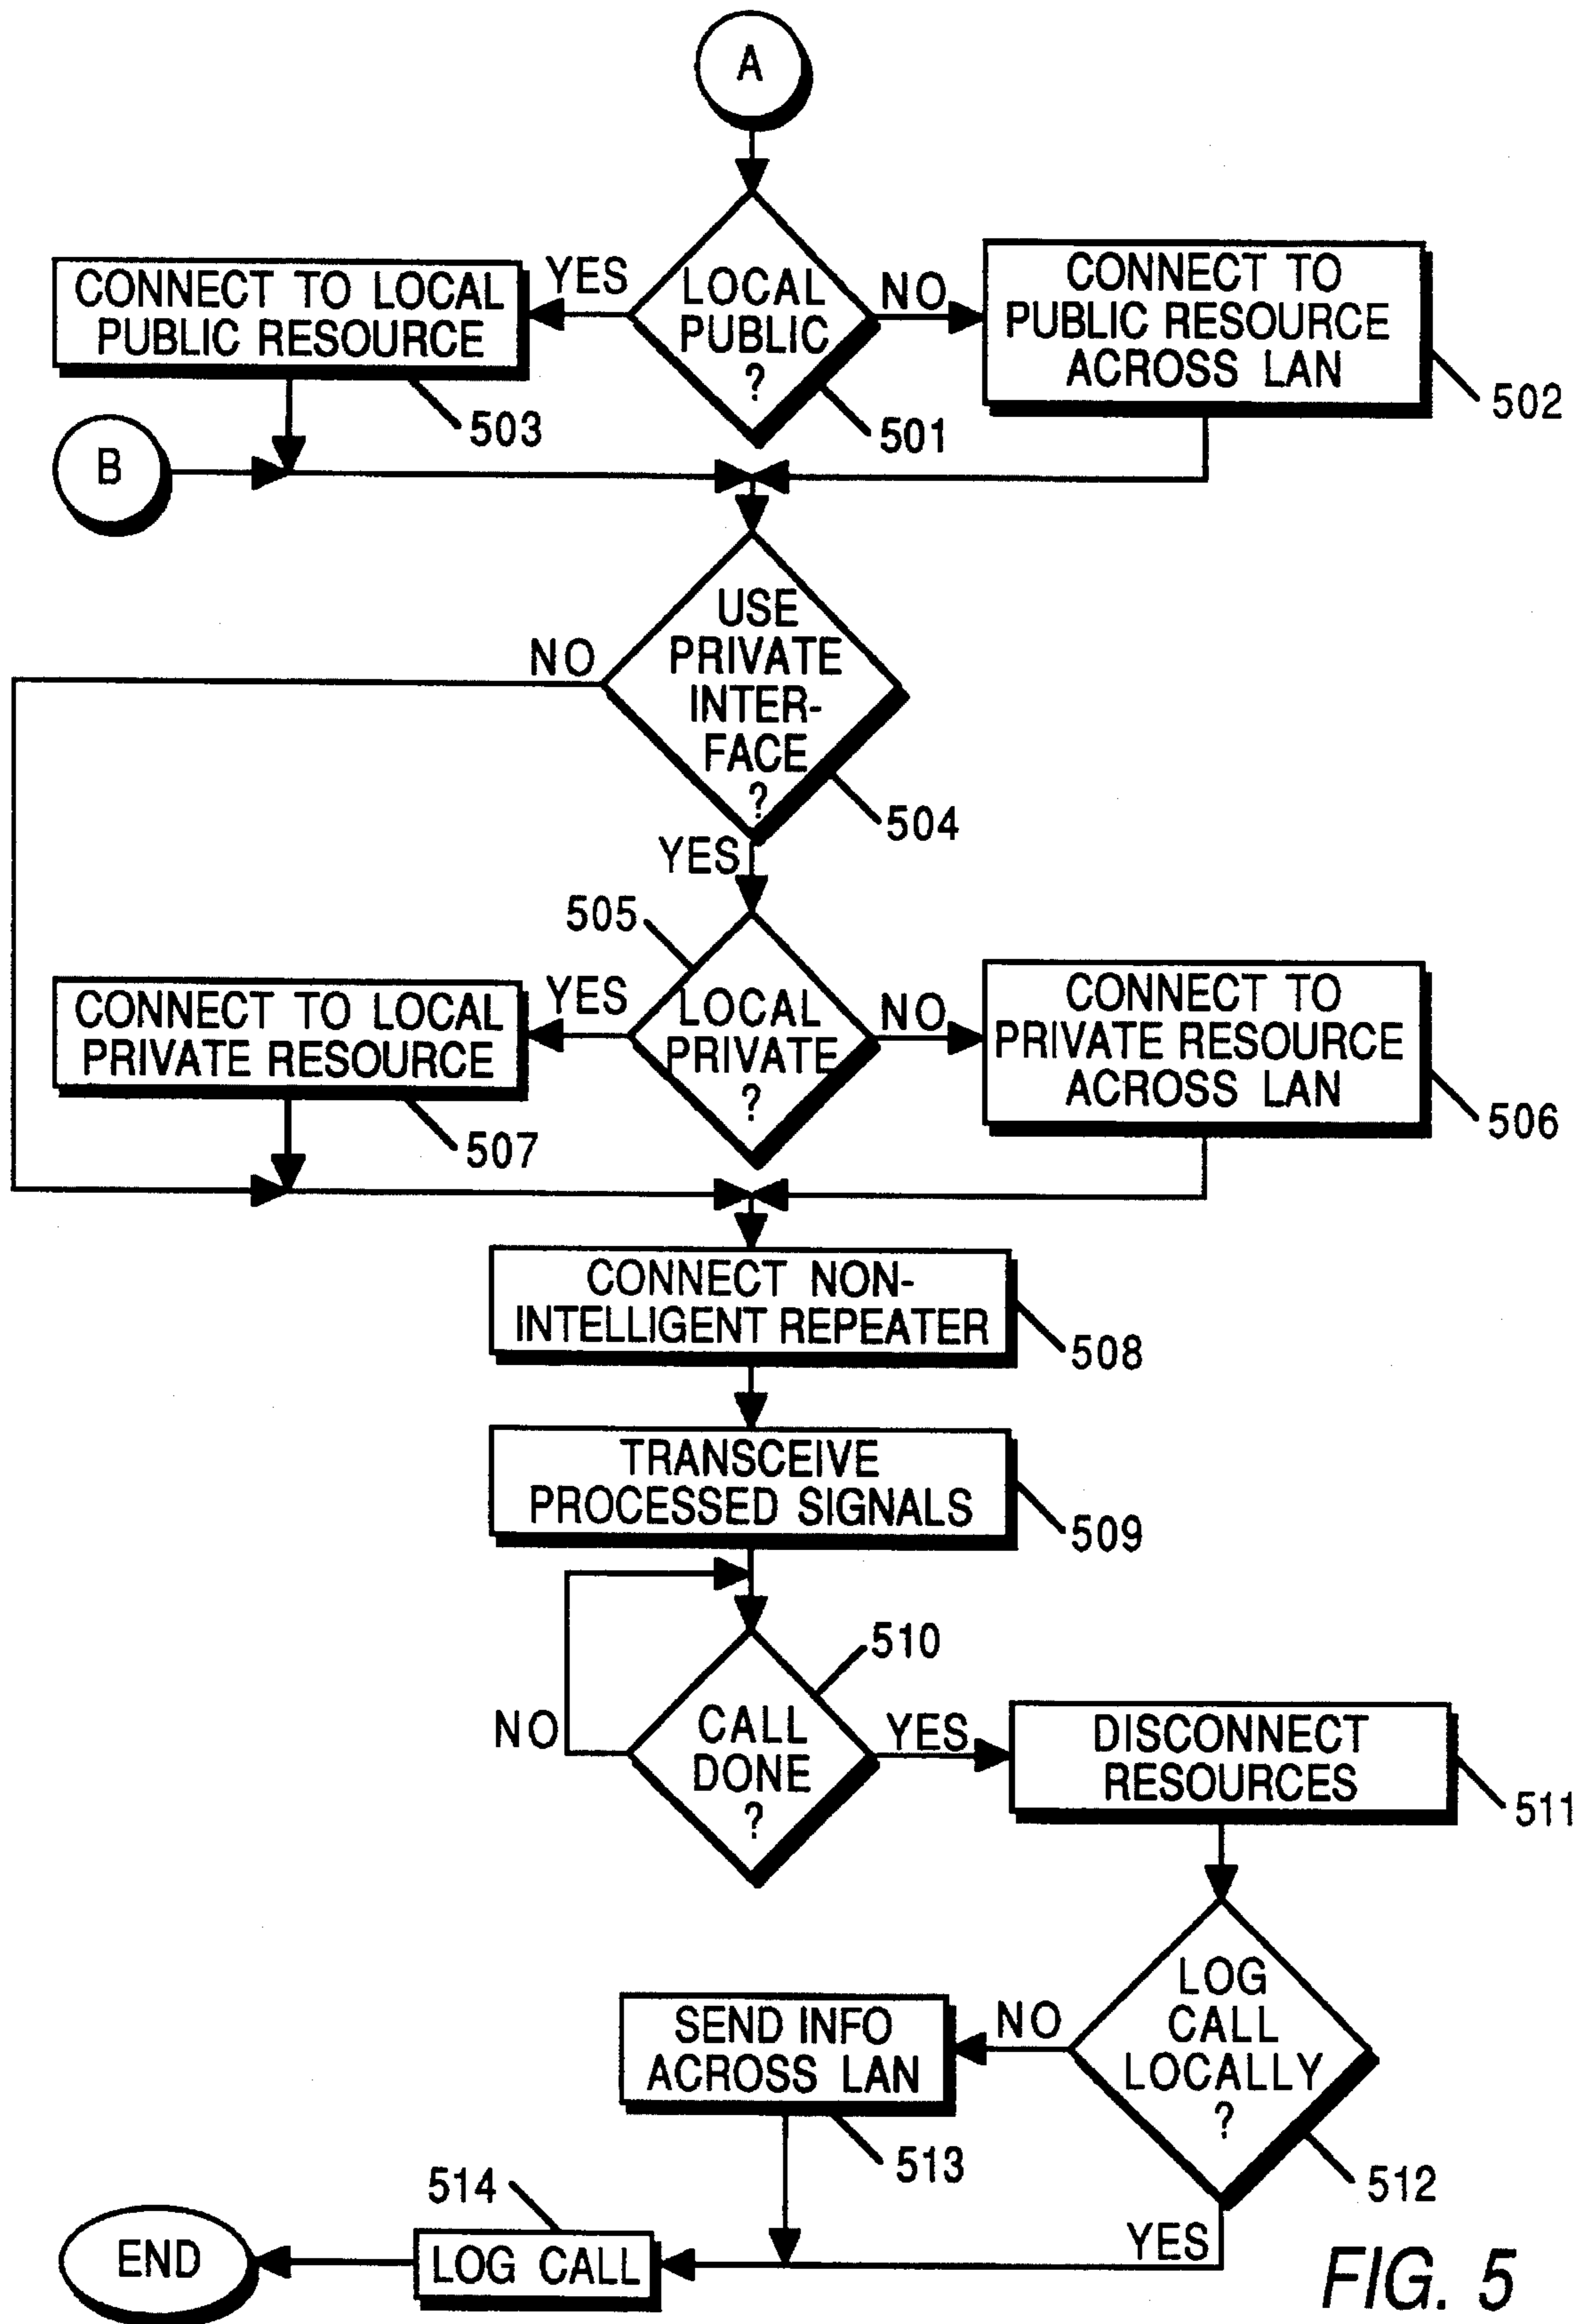 A
LOCAL
PUBLIC
?
501
YES
NO
CONNECT TO LOCAL
PUBLIC RESOURCE
503
CONNECT TO
PUBLIC RESOURCE
ACROSS LAN
502
B
USE
PRIVATE
INTER-
FACE
?
504
NO
YES
505
LOCAL
PRIVATE
?
YES
NO
CONNECT TO LOCAL
PRIVATE RESOURCE
507
CONNECT TO
PRIVATE RESOURCE
ACROSS LAN
506
CONNECT NON-
INTELLIGENT REPEATER
508
TRANSCEIVE
PROCESSED SIGNALS
509
510
CALL
DONE
?
NO
YES
DISCONNECT
RESOURCES
511
LOG
CALL
LOCALLY
?
512
NO
SEND INFO
ACROSS LAN
513
YES
514
LOG CALL
END
FIG. 5